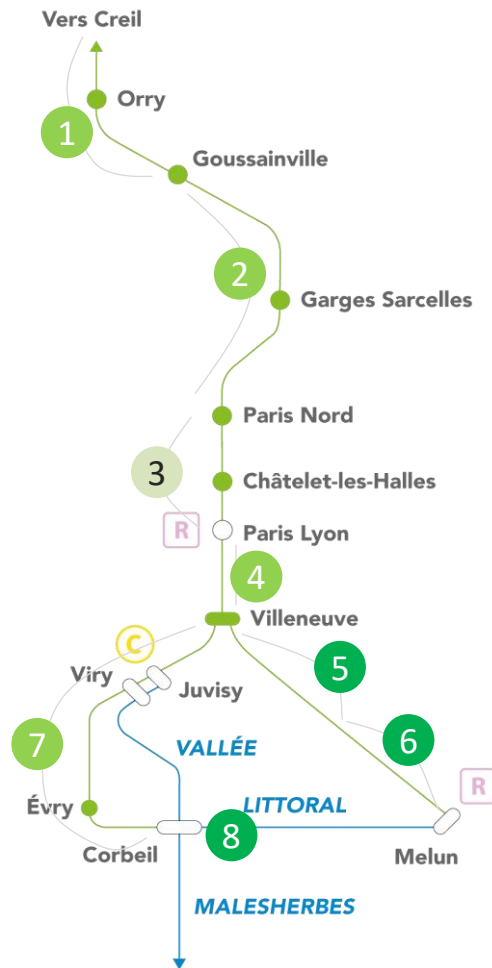 Vers Creil
Orry
1
Goussainville
2
Garges Sarcelles
Paris Nord
3
Châtelet-les-Halles
R
Paris Lyon
4
Villeneuve
C
5
Viry
Juvisy
6
7
VALLÉE
R
Évry
LITTORAL
8
Corbeil
Melun
MALESHERBES